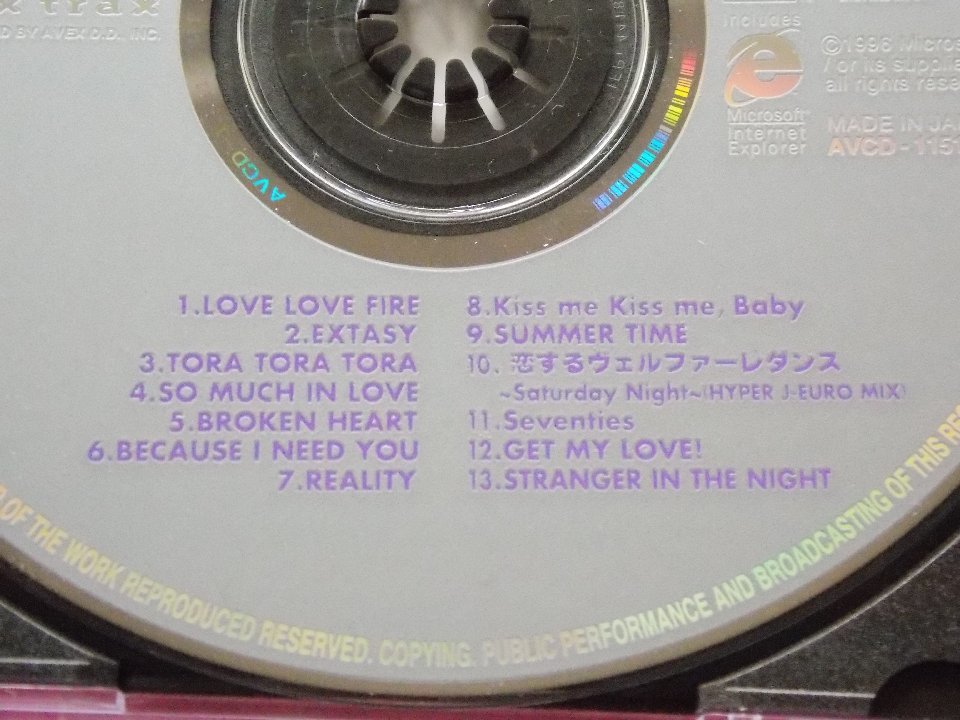 x trax
D BY AVEX D.D., INC.
Includes
Microsoft
Internet
Explorer
©1996 Micros
/ or its supplie
all rights rese
MADE IN JA
AVCD-1151
AVCD
1.LOVE LOVE FIRE
2.EXTASY
3.TORA TORA TORA
4.SO MUCH IN LOVE
5.BROKEN HEART
6.BECAUSE I NEED YOU
7.REALITY
8.Kiss me Kiss me, Baby
9.SUMMER TIME
10.恋するヴェルファーレダンス
~Saturday Night~(HYPER J-EURO MIX)
11.Seventies
12.GET MY LOVE!
13.STRANGER IN THE NIGHT
OF THE WORK REPRODUCED RESERVED. COPYING. PUBLIC PERFORMANCE AND BROADCASTING OF THIS REC